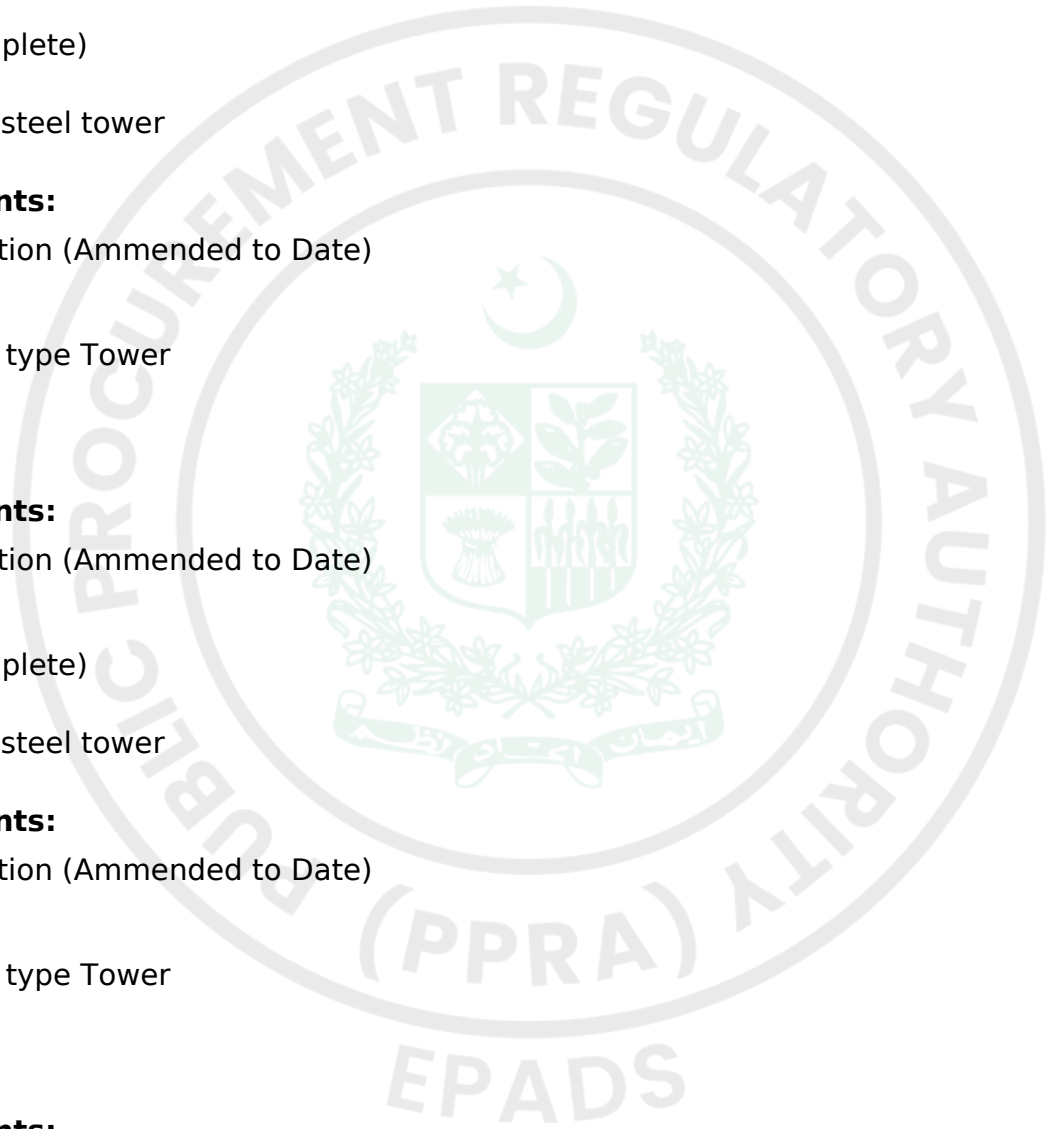 plete)
steel tower
nts:
tion (Ammended to Date)
type Tower
nts:
tion (Ammended to Date)
plete)
steel tower
nts:
tion (Ammended to Date)
type Tower
nts:
PUBLIC PROCUREMENT REGULATORY AUTHORITY
(PPRA)
EPADS